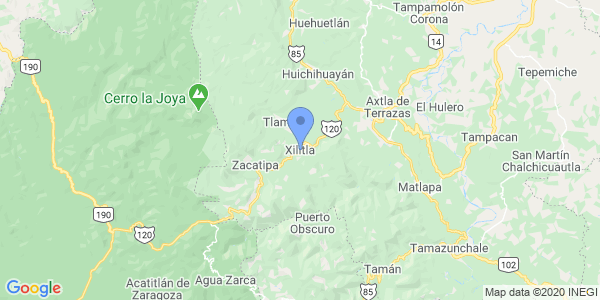 Huehuetlán
Tampamolón
Corona
190
85
14
Huichihuayán
Tepemiche
Cerro la Joya
Axtla de
Terrazas
El Hulero
Tlam
120
Tampacan
Xilitla
Zacatipa
San Martín
Chalchicuautla
Matlapa
190
120
Puerto
Obscuro
Tamazunchale
102
Acatitlán de
Zaragoza
Agua Zarca
Tamán
85
Google
Map data ©2020 INEGI